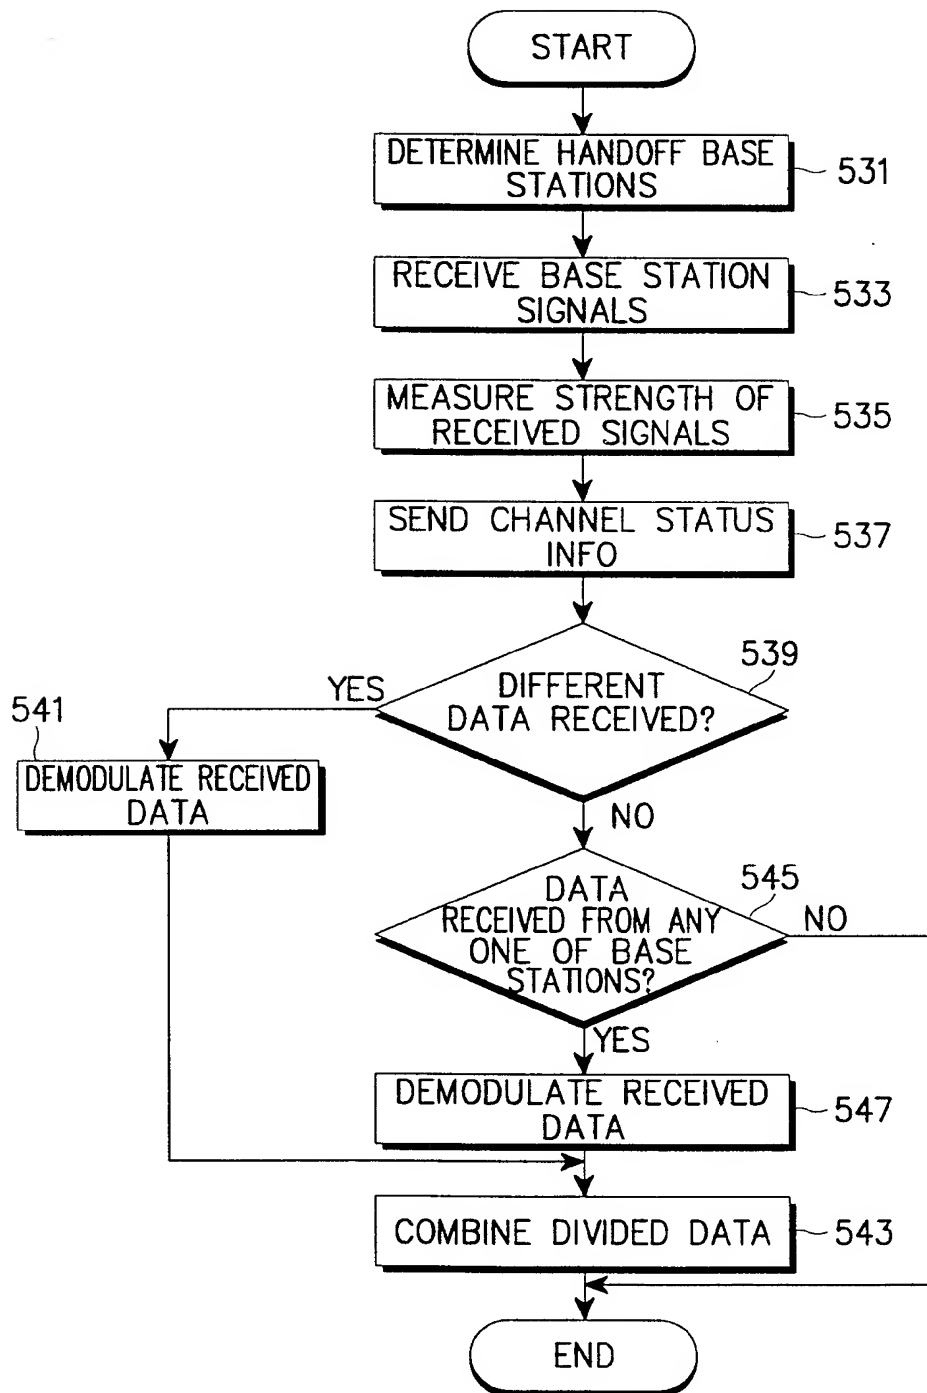 START
DETERMINE HANDOFF BASE
STATIONS
531
RECEIVE BASE STATION
SIGNALS
533
MEASURE STRENGTH OF
RECEIVED SIGNALS
535
SEND CHANNEL STATUS
INFO
537
539
YES
DIFFERENT
DATA RECEIVED?
541
DEMODULATE RECEIVED
DATA
NO
545
DATA
RECEIVED FROM ANY
ONE OF BASE
STATIONS?
NO
YES
DEMODULATE RECEIVED
DATA
547
COMBINE DIVIDED DATA
543
END